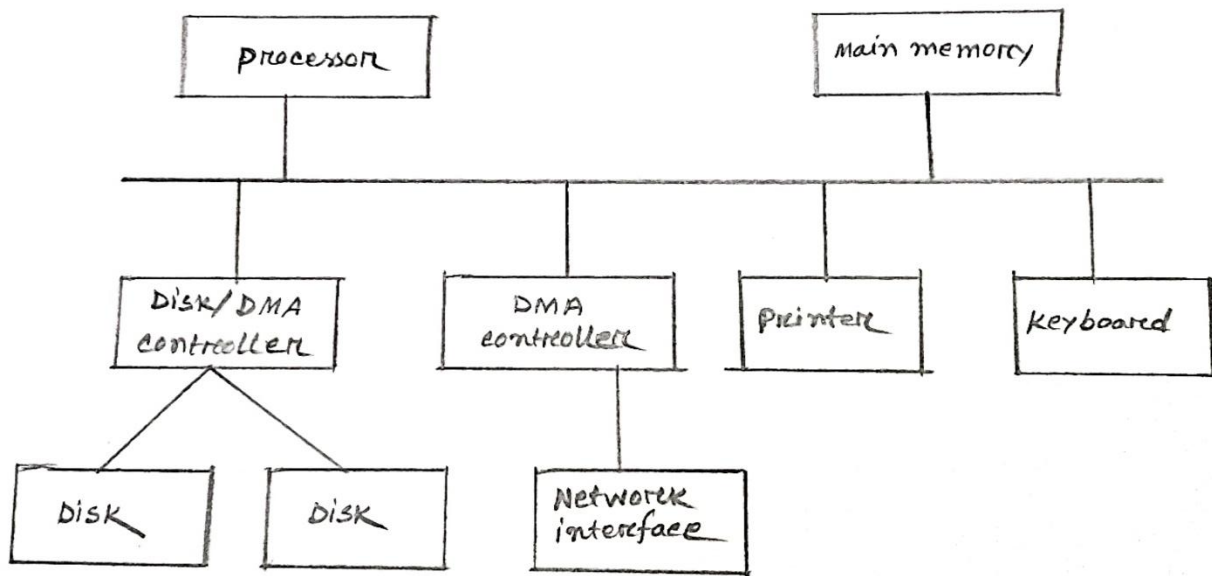 Processor
Main memory
Disk/DMA
controller
DMA
controller
Printer
Keyboard
Disk
Disk
Network
interface